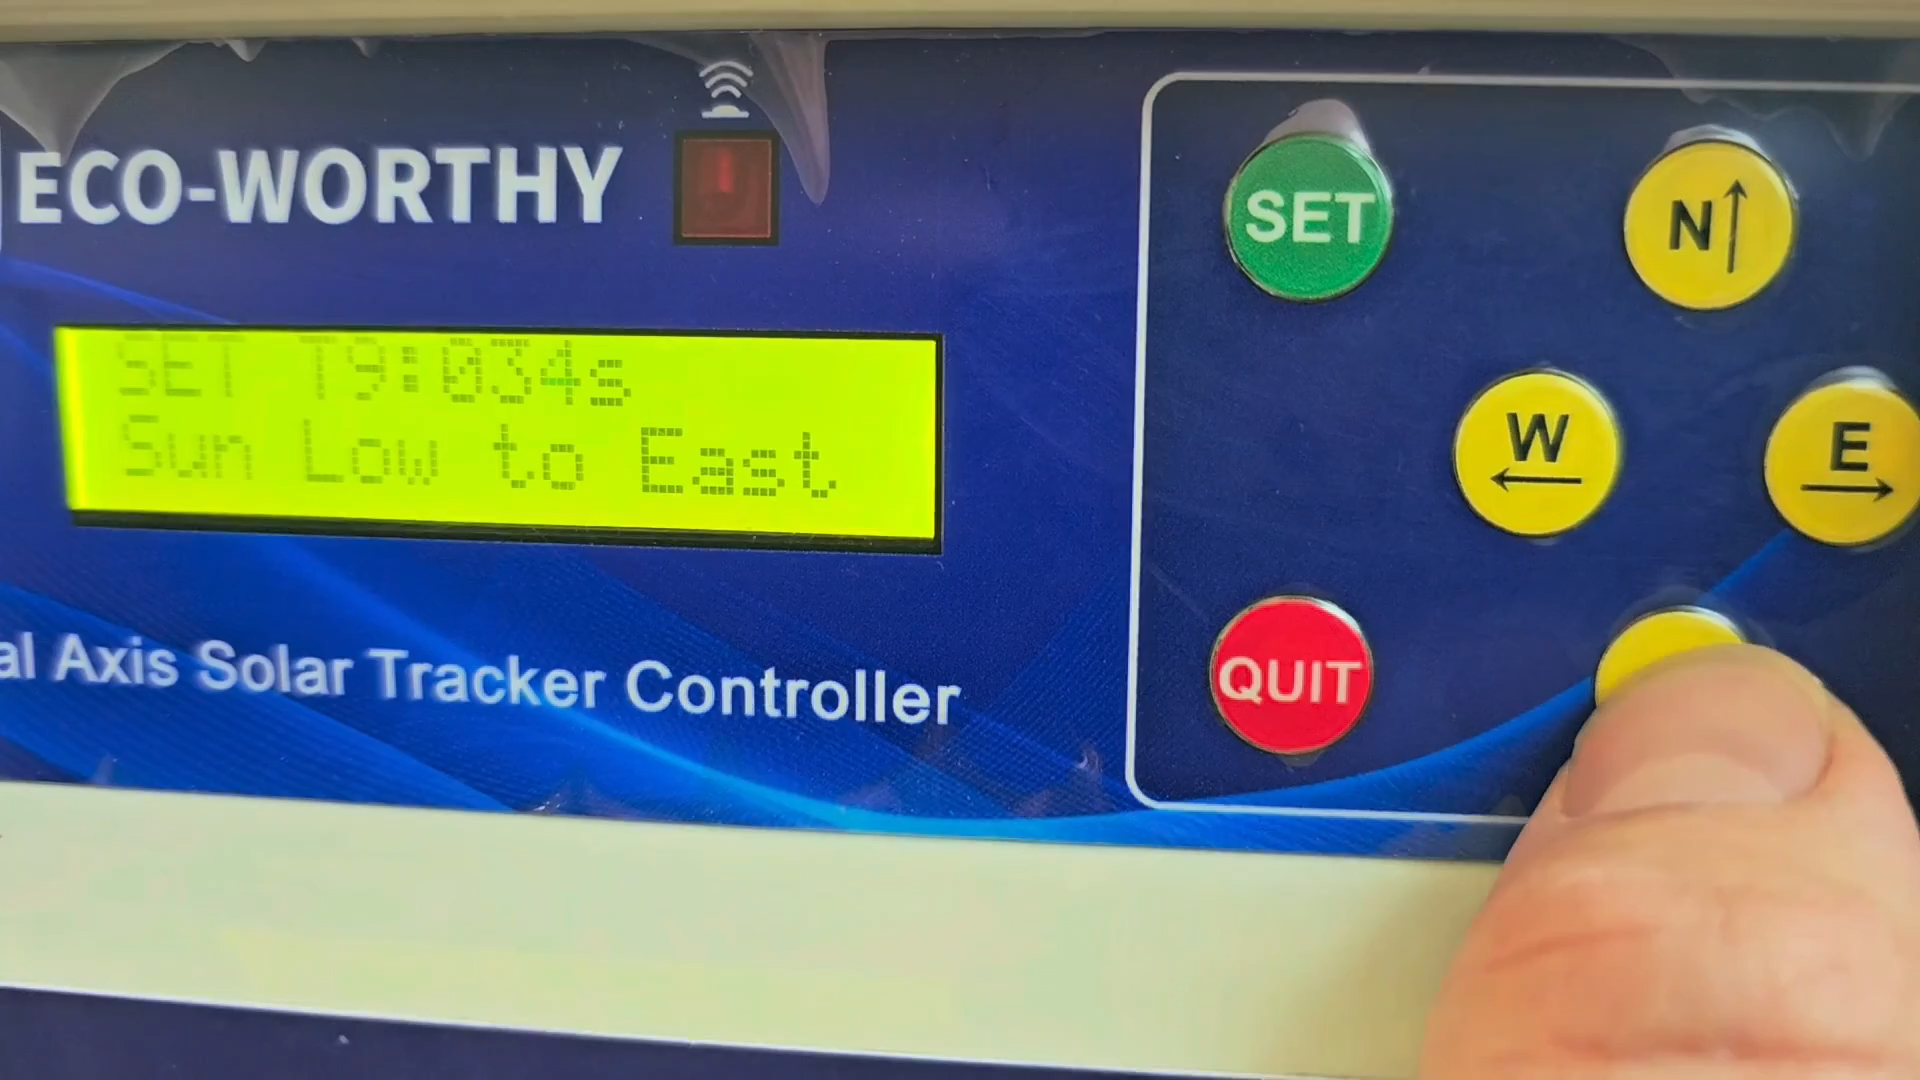 ECO-WORTHY
SET T9:034s
Sun Low to East
al Axis Solar Tracker Controller
SET
N
W
E
QUIT